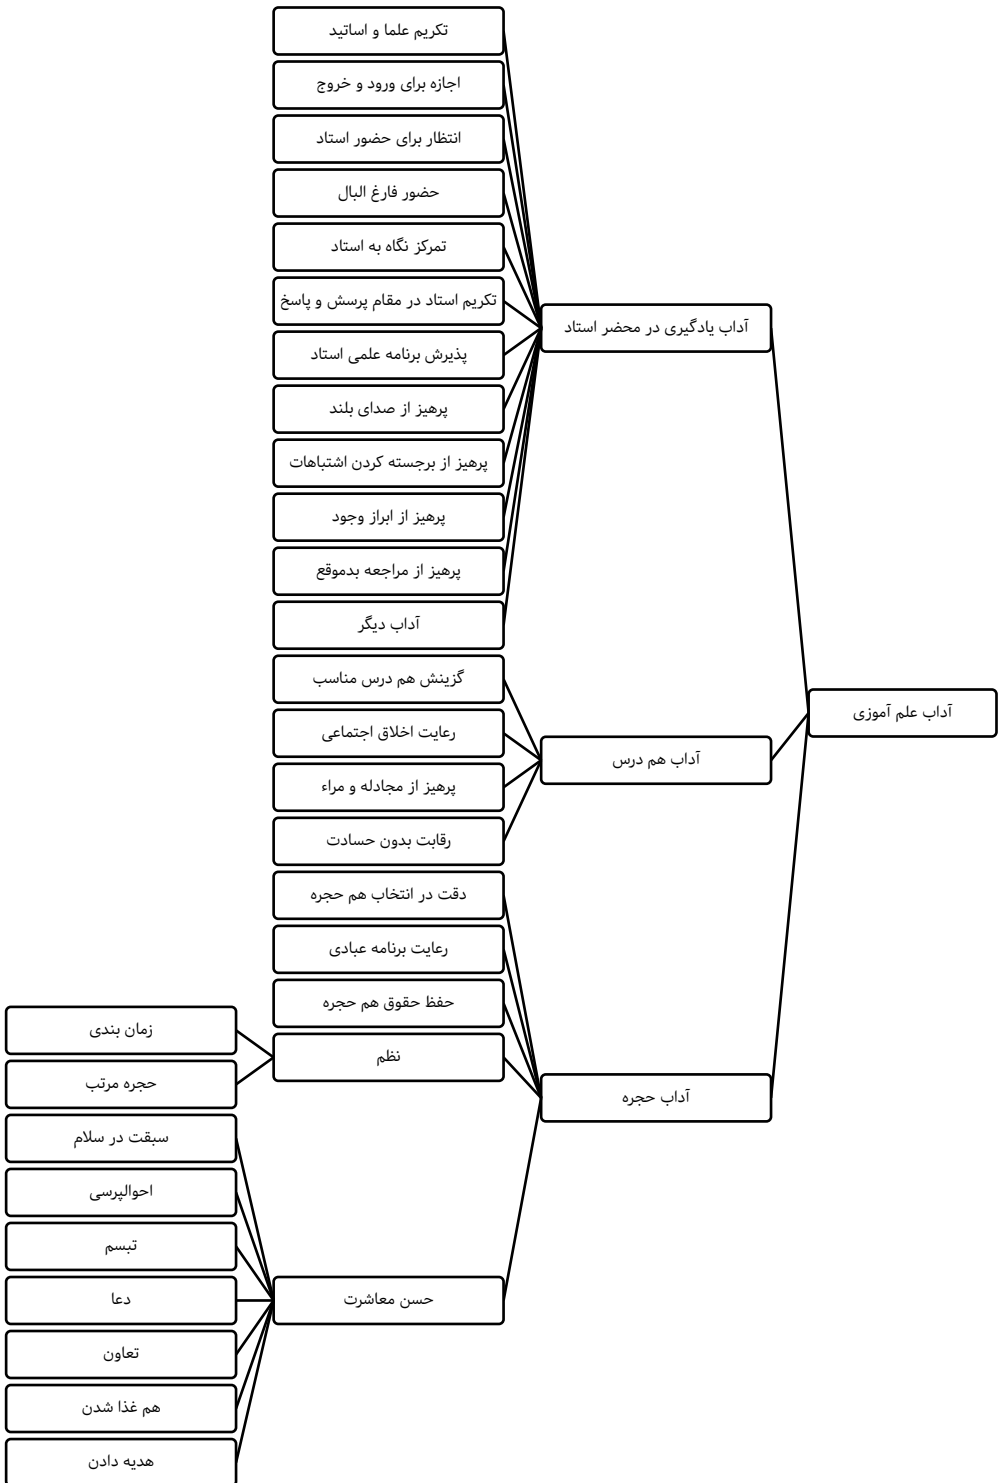 آداب علم آموزی
آداب یادگیری در محضر استاد
تکریم علما و اساتید
اجازه برای ورود و خروج
انتظار برای حضور استاد
حضور فارغ البال
تمرکز نگاه به استاد
تکریم استاد در مقام پرسش و پاسخ
پذیرش برنامه علمی استاد
پرهیز از صدای بلند
پرهیز از برجسته کردن اشتباهات
پرهیز از ابراز وجود
پرهیز از مراجعه بدموقع
آداب دیگر
آداب هم درس
گزینش هم درس مناسب
رعایت اخلاق اجتماعی
پرهیز از مجادله و مراء
رقابت بدون حسادت
آداب حجره
دقت در انتخاب هم حجره
رعایت برنامه عبادی
حفظ حقوق هم حجره
نظم
زمان بندی
حجره مرتب
حسن معاشرت
سبقت در سلام
احوالپرسی
تبسم
دعا
تعاون
هم غذا شدن
هدیه دادن